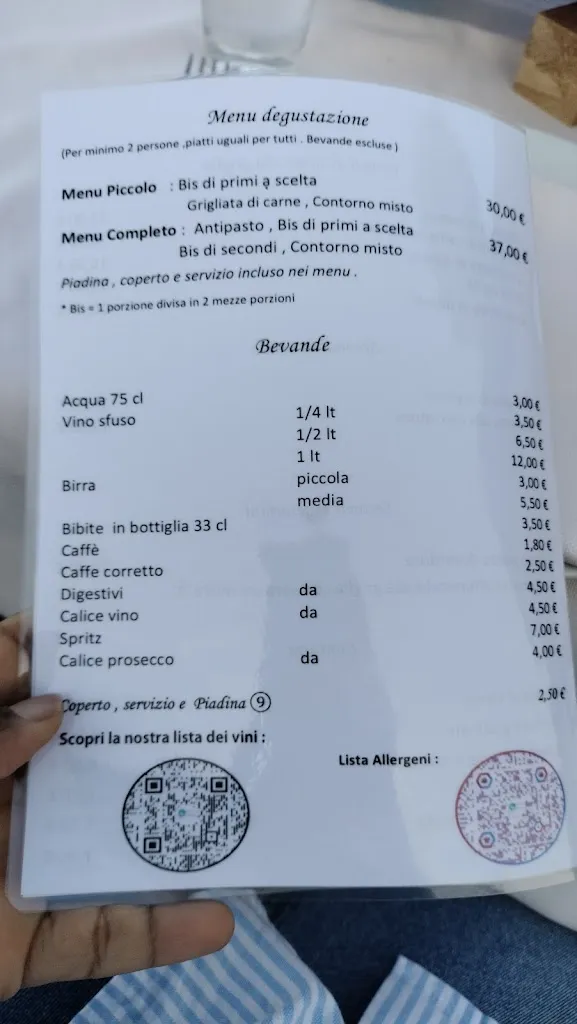 Menu degustazione
(Per minimo 2 persone ,piatti uguali per tutti . Bevande escluse )
Menu Piccolo : Bis di primi a scelta
Grigliata di carne , Contorno misto 30,00 €
Menu Completo : Antipasto , Bis di primi a scelta
Bis di secondi , Contorno misto 37,00 €
Piadina , coperto e servizio incluso nei menu .
* Bis = 1 porzione divisa in 2 mezze porzioni
Bevande
Acqua 75 cl 3,00 €
Vino sfuso 1/4 lt 3,50 €
1/2 lt 6,50 €
1 lt 12,00 €
Birra piccola 3,00 €
media 5,50 €
Bibite in bottiglia 33 cl 3,50 €
Caffè 1,80 €
Caffe corretto 2,50 €
Digestivi da 4,50 €
Calice vino da 4,50 €
Spritz 7,00 €
Calice prosecco da 4,00 €
Coperto , servizio e Piadina 9 2,50 €
Scopri la nostra lista dei vini :
Lista Allergeni :